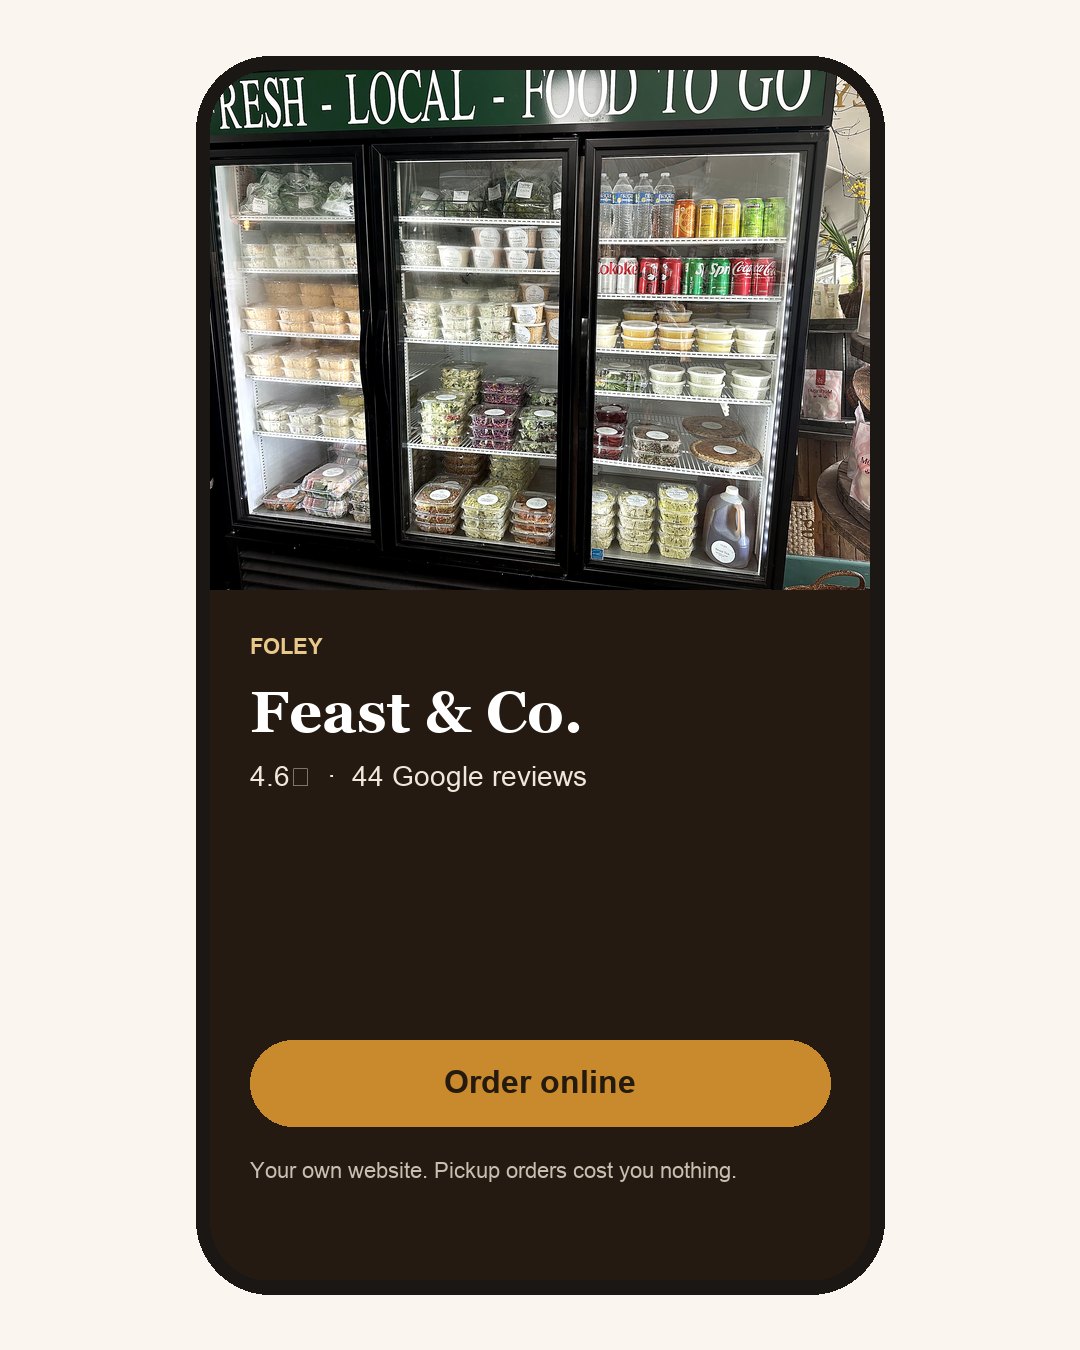 RESH - LOCAL - FOOD TO GO
FOLEY
Feast & Co.
4.6□ · 44 Google reviews
Order online
Your own website. Pickup orders cost you nothing.